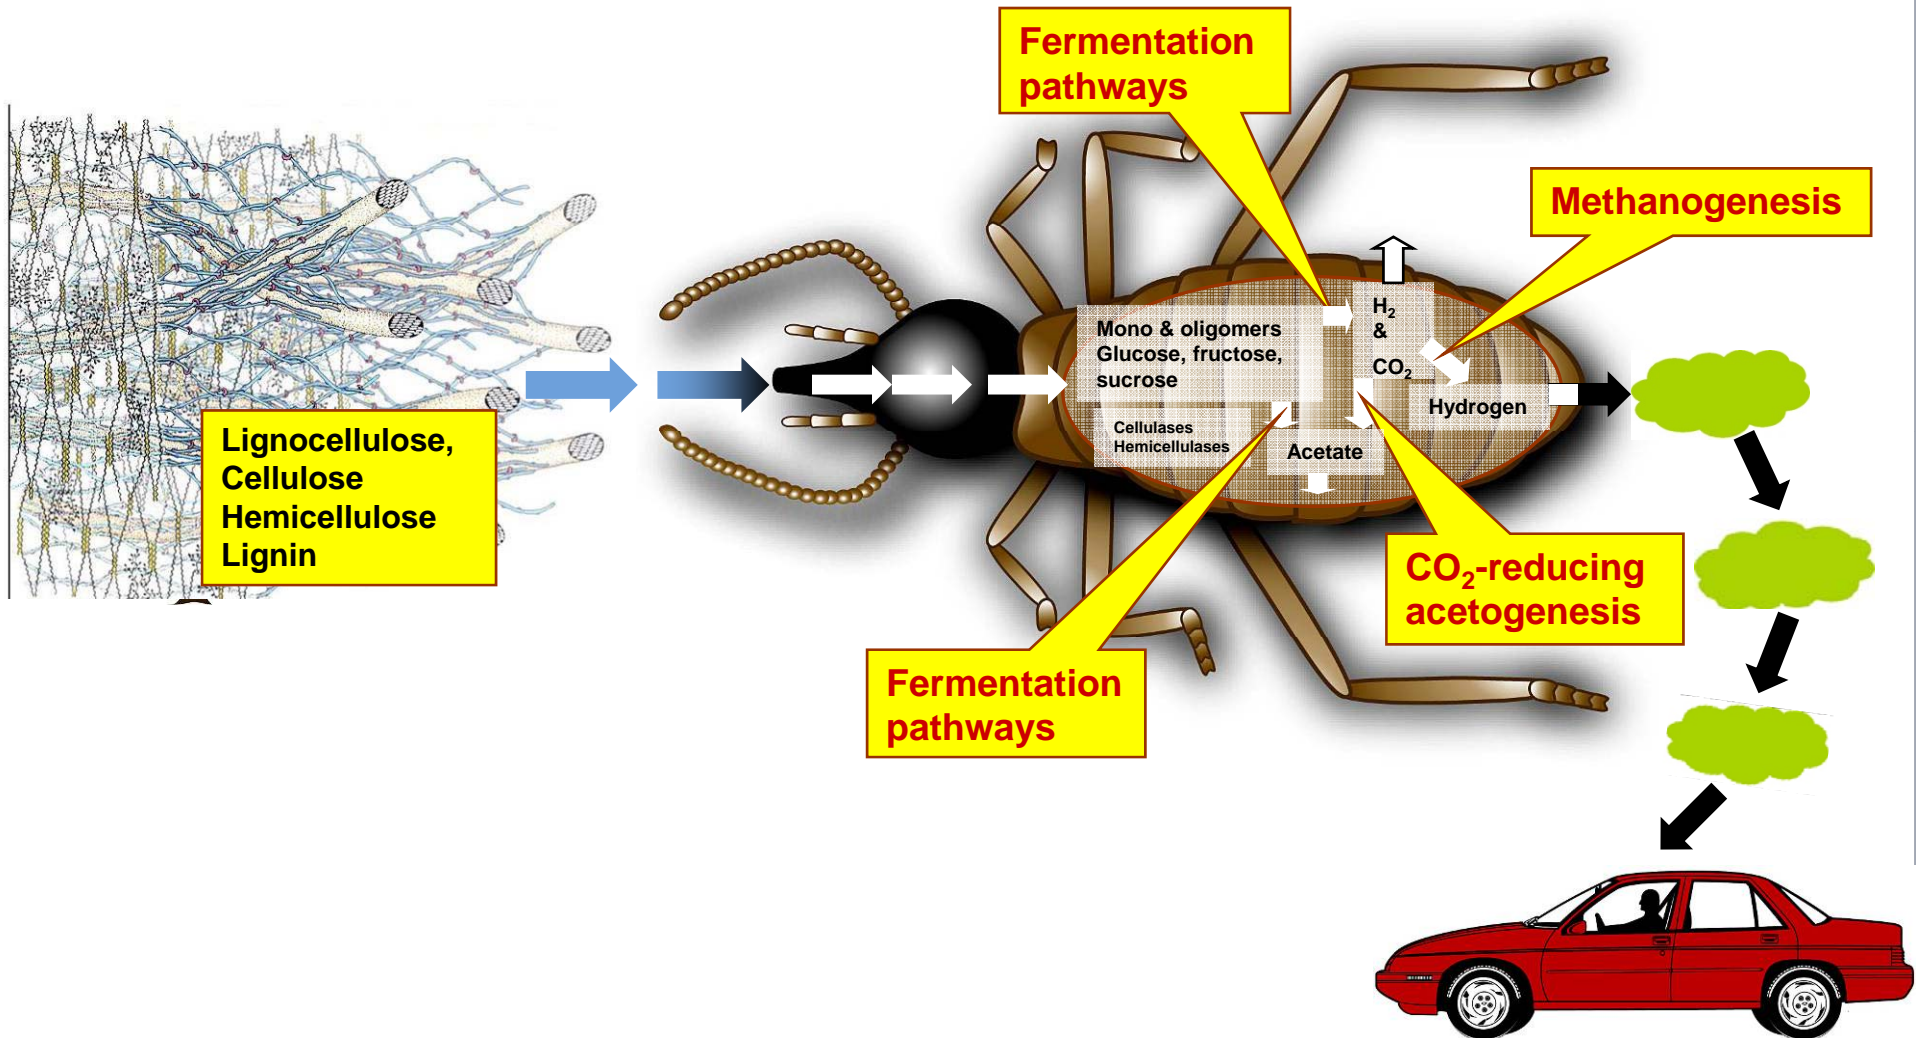 Fermentation
pathways
Methanogenesis
Lignocellulose,
Cellulose
Hemicellulose
Lignin
Mono & oligomers
Glucose, fructose,
sucrose
Cellulases
Hemicellulases
H₂
&
CO₂
Hydrogen
Acetate
CO₂-reducing
acetogenesis
Fermentation
pathways